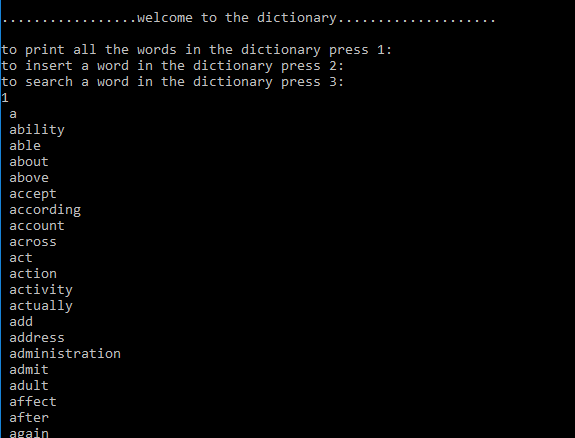 .................welcome to the dictionary....................
to print all the words in the dictionary press 1:
to insert a word in the dictionary press 2:
to search a word in the dictionary press 3:
1
a
ability
able
about
above
accept
according
account
across
act
action
activity
actually
add
address
administration
admit
adult
affect
after
again